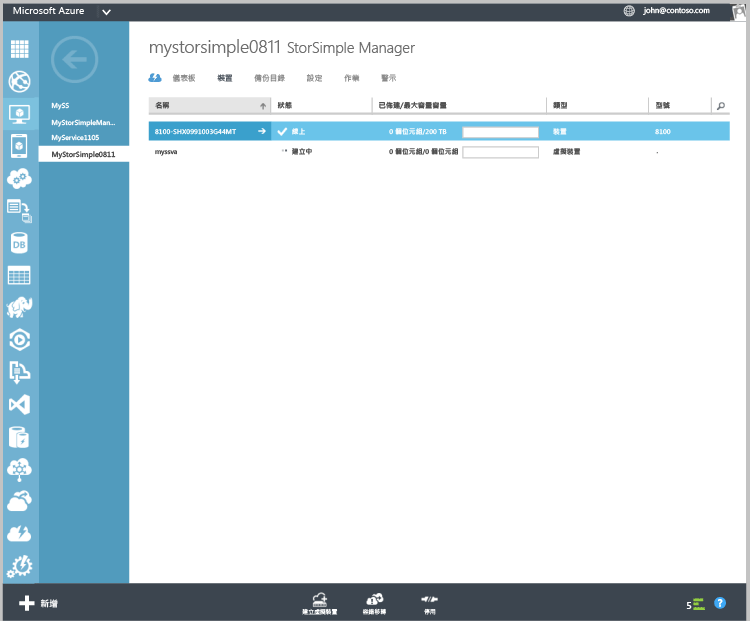 Microsoft Azure
john@contoso.com
mystorsimple0811 StorSimple Manager
儀表板 裝置 備份目錄 設定 作業 警示
MySS
MyStorSimpleMan...
MyService1105
MyStorSimple0811
名稱 狀態 已佈建/最大容量容量 類型 型號
8100-SHX0991003G44MT 線上 0 個位元組/200 TB 裝置 8100
myssva 建立中 0 個位元組/0 個位元組 虛擬裝置 -
DB
新增
建立虛擬裝置 停用
5
?